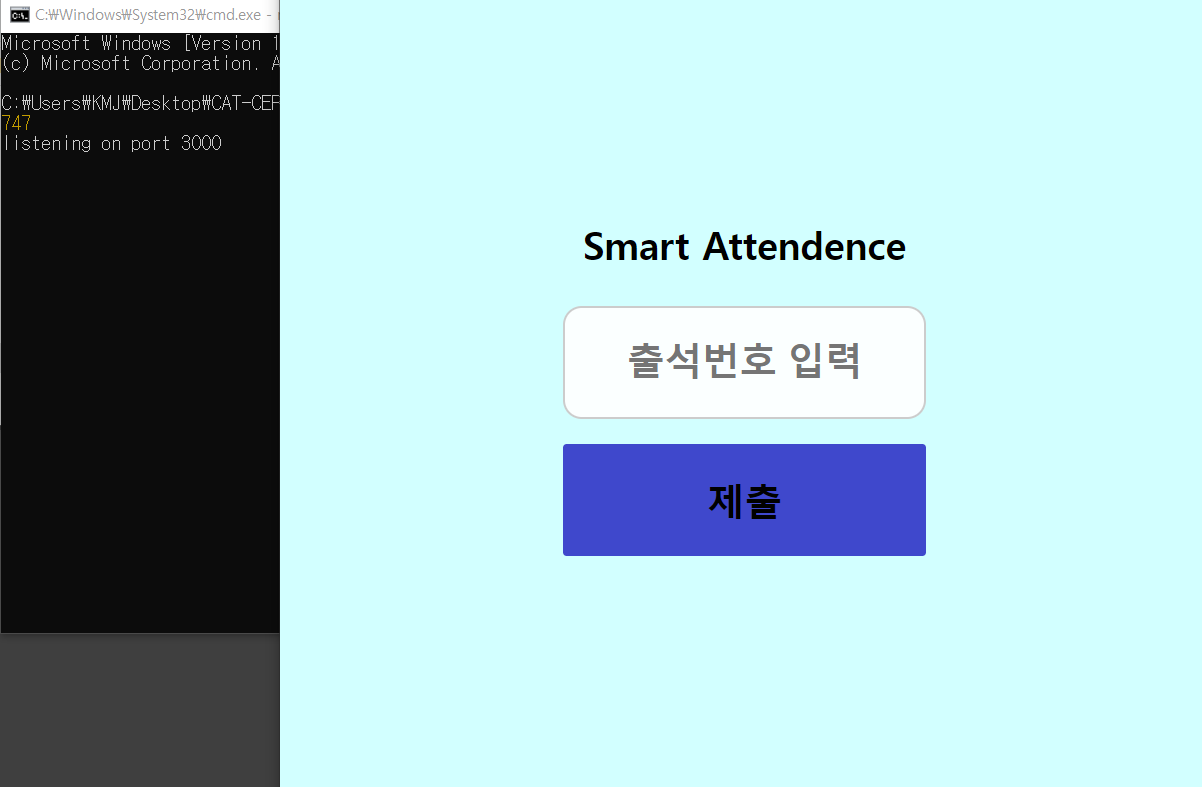 C:₩Windows₩System32₩cmd.exe -
Microsoft Windows [Version 1
(c) Microsoft Corporation. A
C:₩Users₩KMJ₩Desktop₩CAT-CEF
747
listening on port 3000
Smart Attendence
출석번호 입력
제출